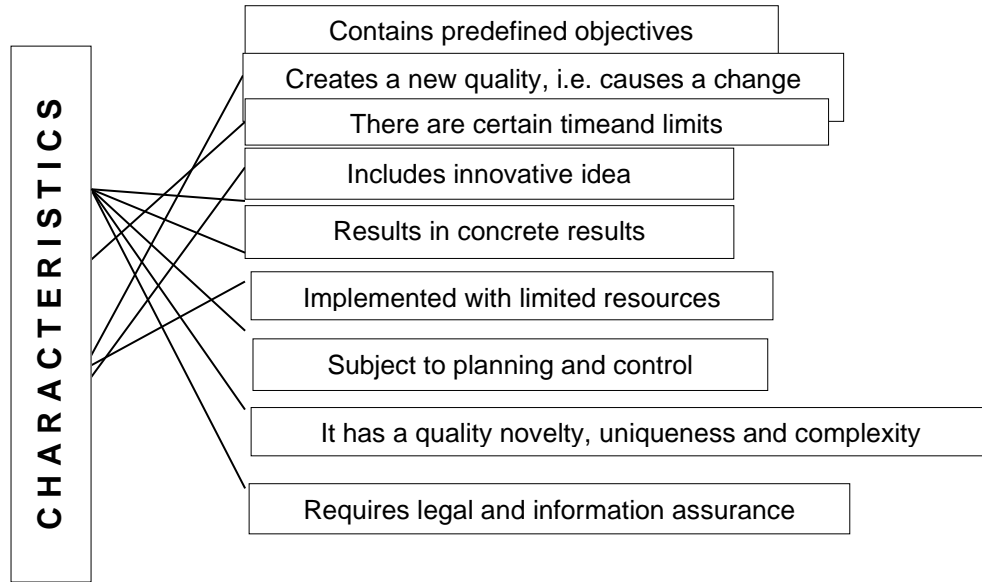 CHARACTERISTICS
Contains predefined objectives
Creates a new quality, i.e. causes a change
There are certain timeand limits
Includes innovative idea
Results in concrete results
Implemented with limited resources
Subject to planning and control
It has a quality novelty, uniqueness and complexity
Requires legal and information assurance